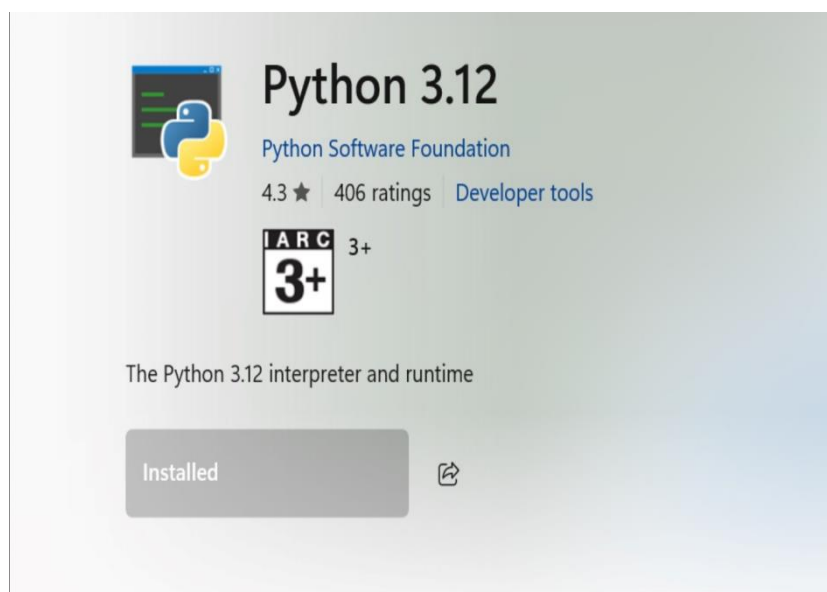 Python 3.12
Python Software Foundation
4.3 ★ 406 ratings Developer tools
IARC
3+
3+
The Python 3.12 interpreter and runtime
Installed